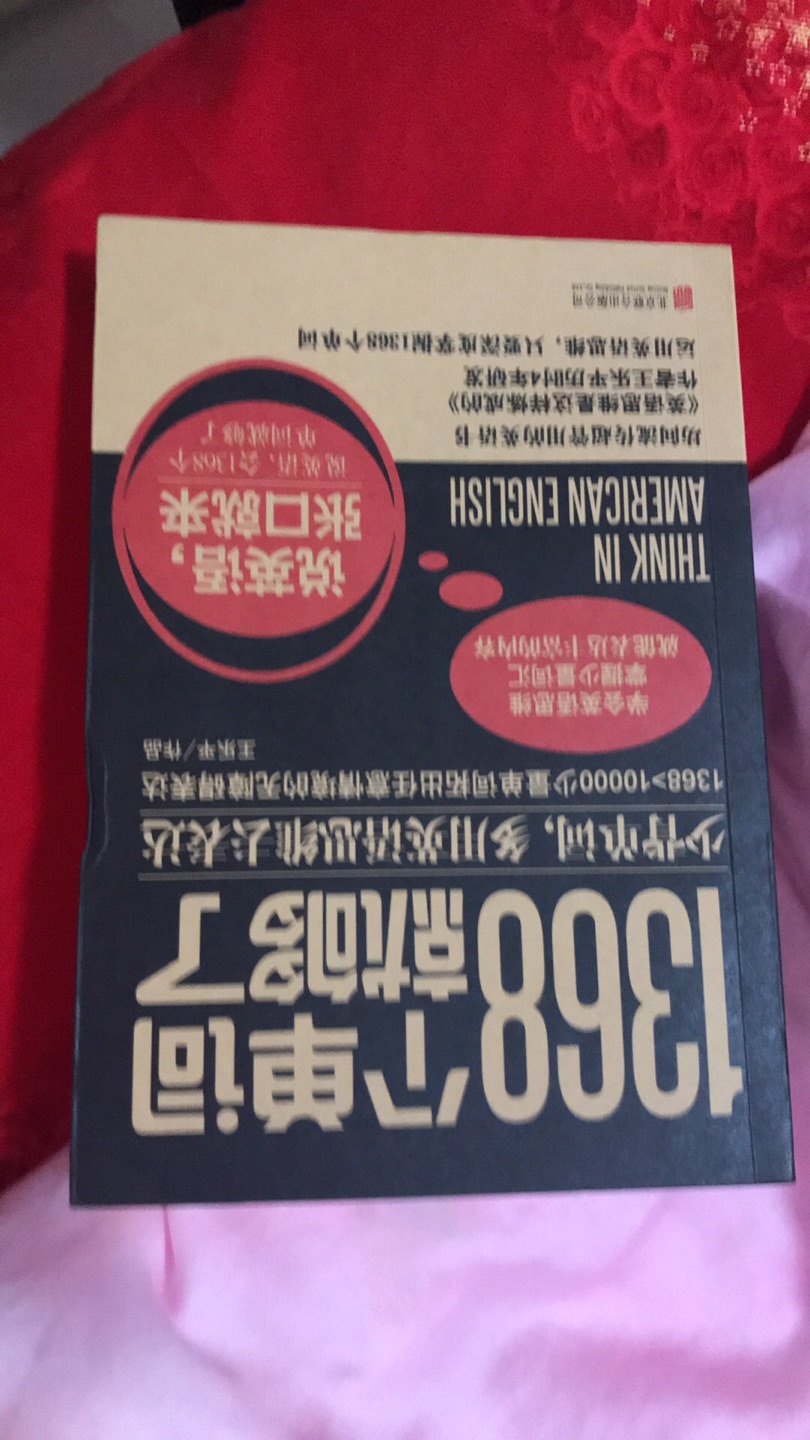 1368个单词
就够了
少背单词，多用英语思维去表达
1368>10000少量单词拓出任意情境的无障碍表达
王乐平/作品
学会英语思维
掌握少量词汇
就能表达丰富的内容
THINK IN
AMERICAN ENGLISH
说英语，
张口就来
说英语，会1368个
单词就够了
坊间流传超管用的英语书
《英语思维是这样炼成的》
作者王乐平历时4年研发
运用英语思维，只要深度掌握1368个单词
北京联合出版公司